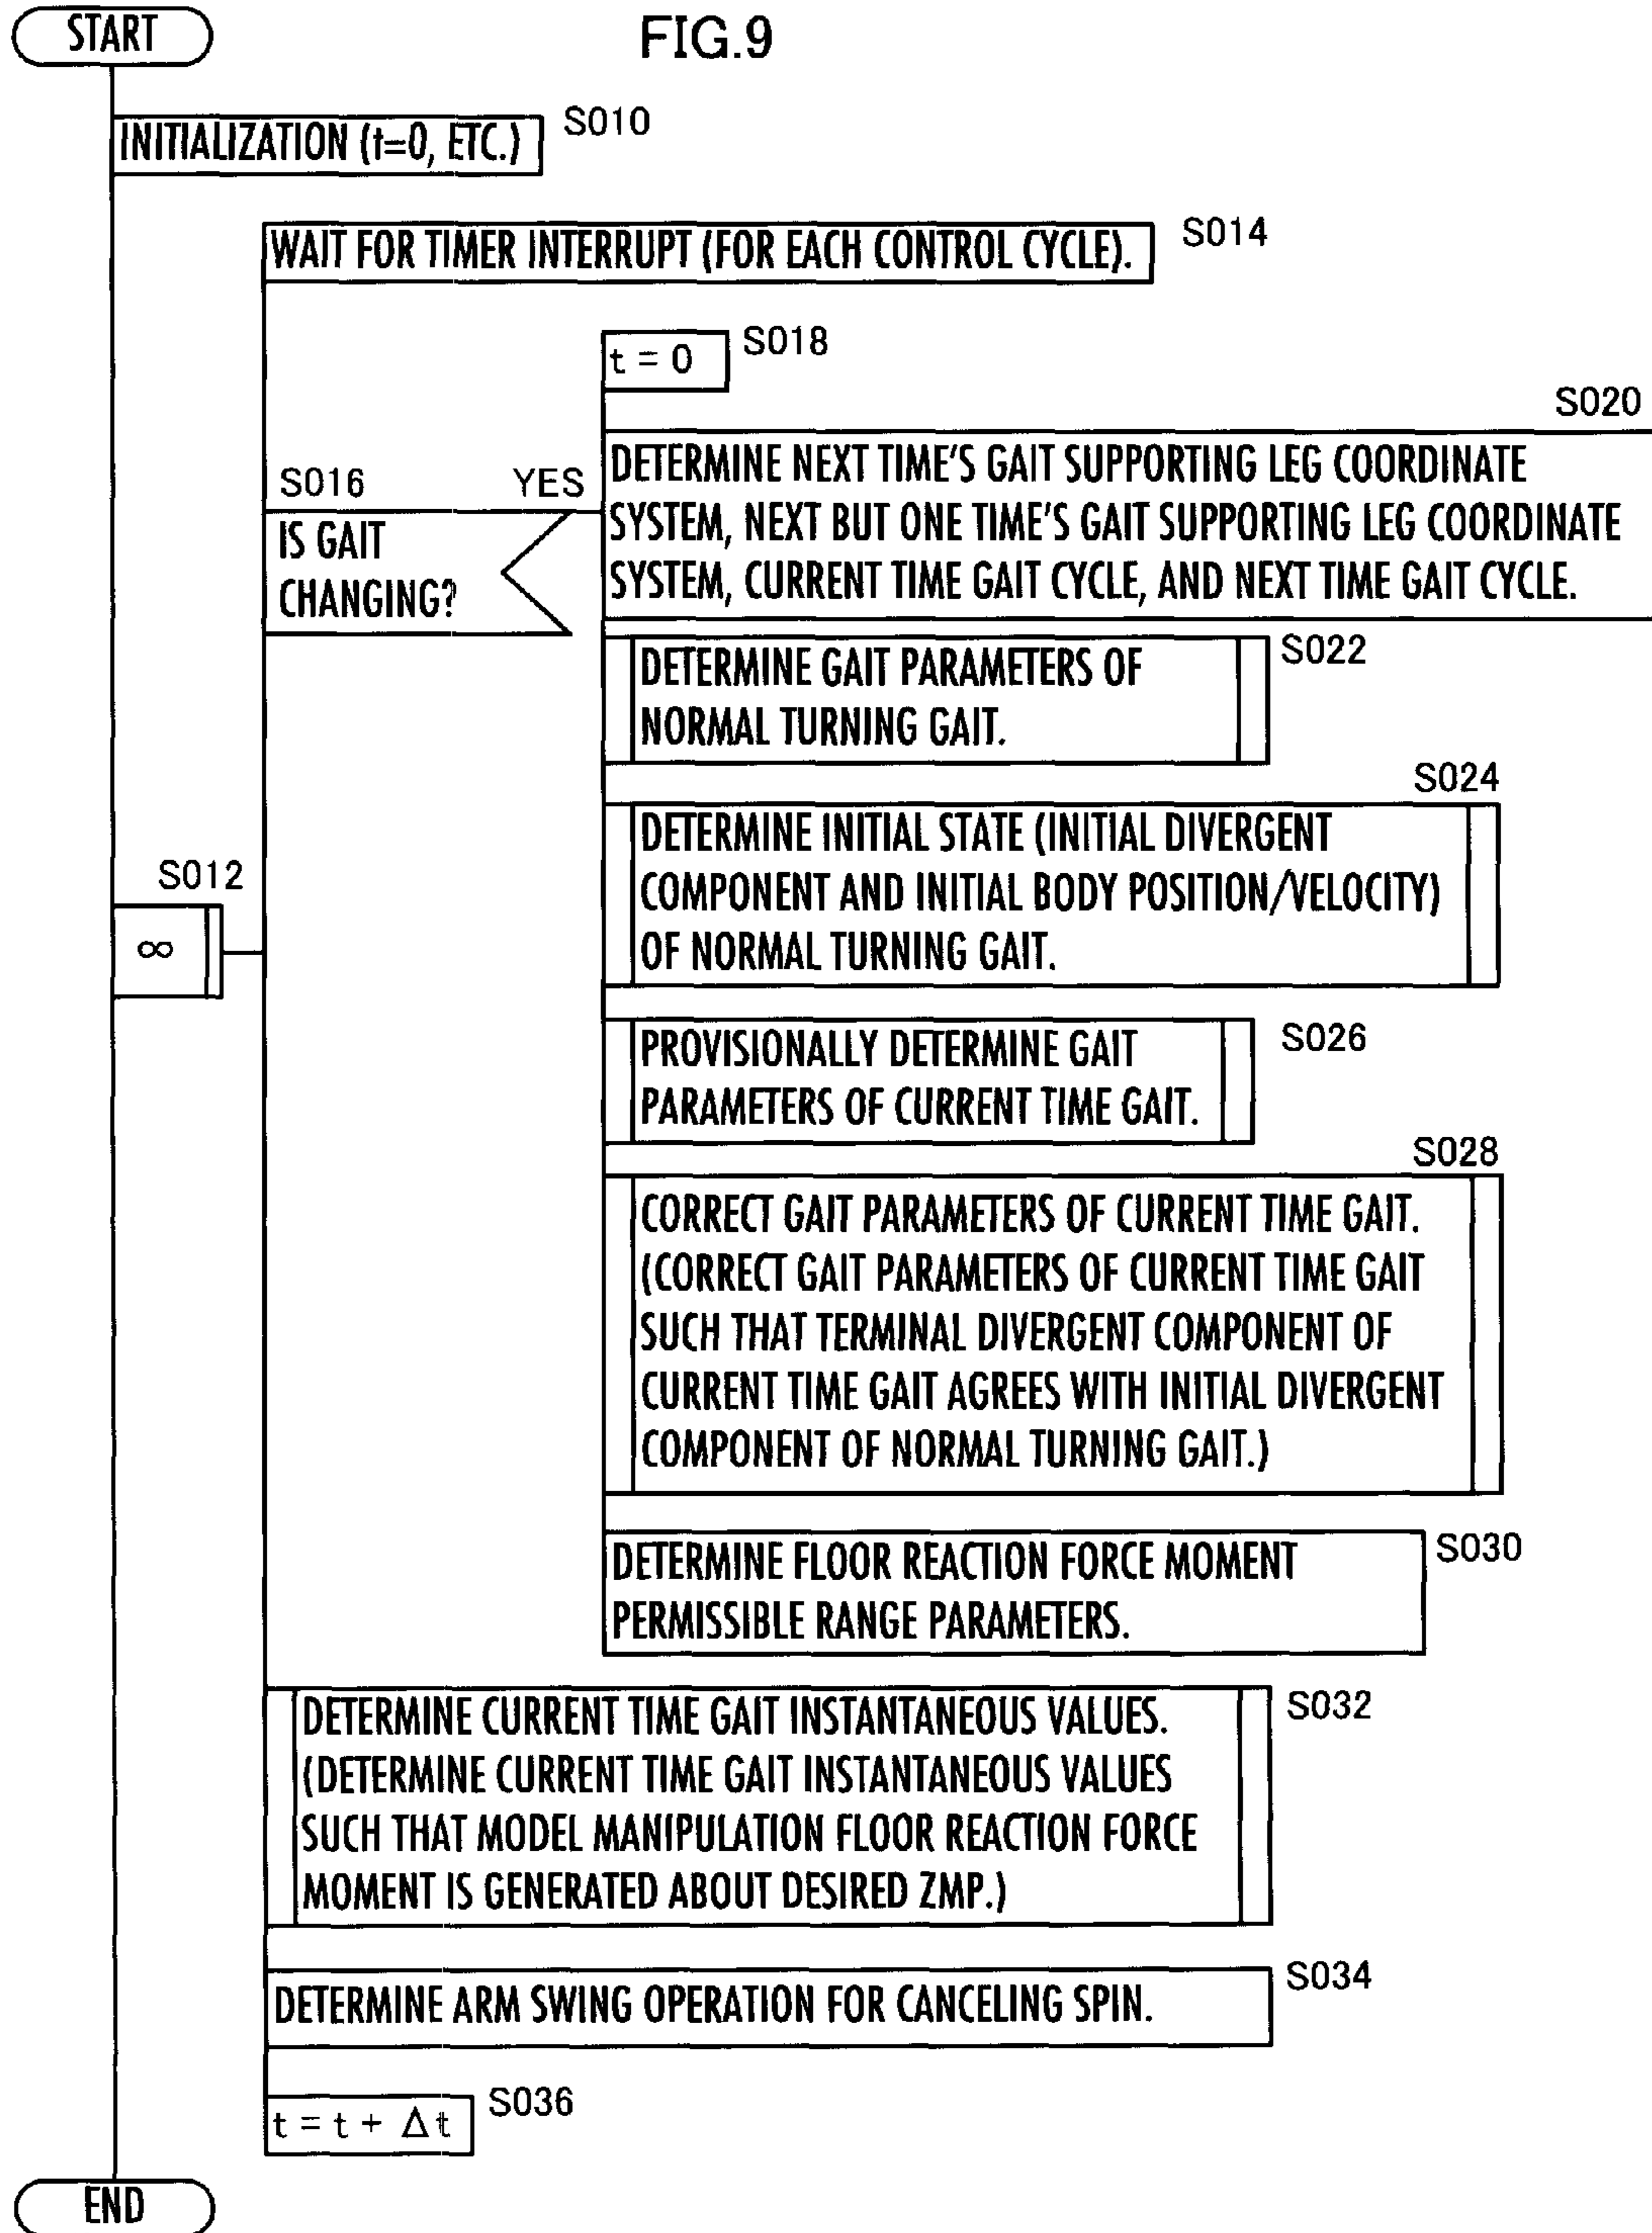 FIG.9
START
INITIALIZATION (t=0, ETC.)
S010
WAIT FOR TIMER INTERRUPT (FOR EACH CONTROL CYCLE).
S014
t = 0
S018
S020
DETERMINE NEXT TIME'S GAIT SUPPORTING LEG COORDINATE
SYSTEM, NEXT BUT ONE TIME'S GAIT SUPPORTING LEG COORDINATE
SYSTEM, CURRENT TIME GAIT CYCLE, AND NEXT TIME GAIT CYCLE.
S016
YES
IS GAIT
CHANGING?
S022
DETERMINE GAIT PARAMETERS OF
NORMAL TURNING GAIT.
S024
DETERMINE INITIAL STATE (INITIAL DIVERGENT
COMPONENT AND INITIAL BODY POSITION/VELOCITY)
OF NORMAL TURNING GAIT.
S012
∞
S026
PROVISIONALLY DETERMINE GAIT
PARAMETERS OF CURRENT TIME GAIT.
S028
CORRECT GAIT PARAMETERS OF CURRENT TIME GAIT.
(CORRECT GAIT PARAMETERS OF CURRENT TIME GAIT
SUCH THAT TERMINAL DIVERGENT COMPONENT OF
CURRENT TIME GAIT AGREES WITH INITIAL DIVERGENT
COMPONENT OF NORMAL TURNING GAIT.)
DETERMINE FLOOR REACTION FORCE MOMENT
PERMISSIBLE RANGE PARAMETERS.
S030
DETERMINE CURRENT TIME GAIT INSTANTANEOUS VALUES.
(DETERMINE CURRENT TIME GAIT INSTANTANEOUS VALUES
SUCH THAT MODEL MANIPULATION FLOOR REACTION FORCE
MOMENT IS GENERATED ABOUT DESIRED ZMP.)
S032
DETERMINE ARM SWING OPERATION FOR CANCELING SPIN.
S034
t = t + Δt
S036
END